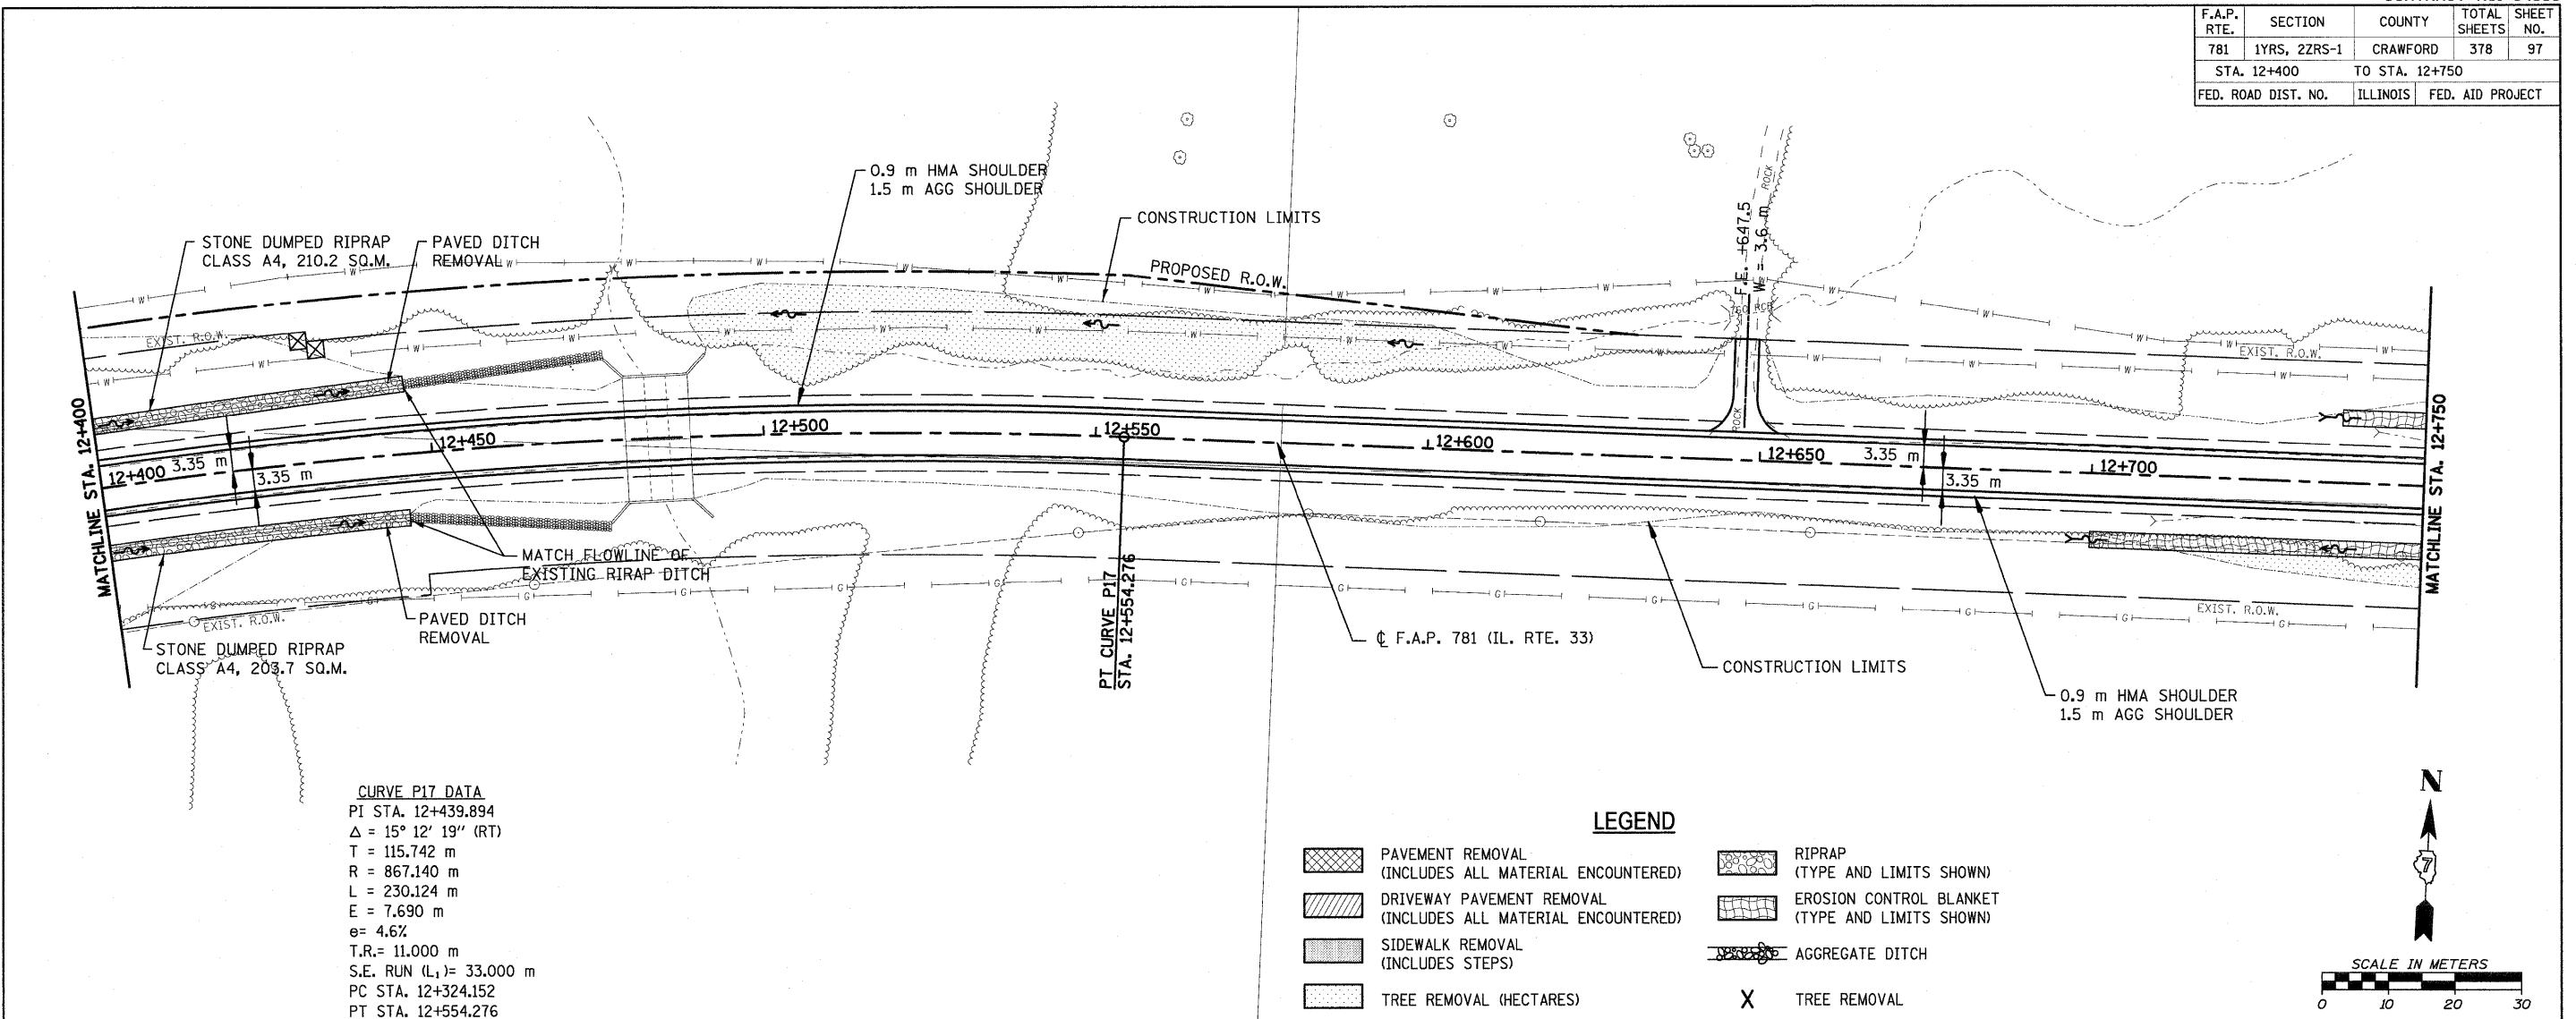 F.A.P. RTE. SECTION COUNTY TOTAL SHEETS SHEET NO.
781 1YRS, 2ZRS-1 CRAWFORD 378 97
STA. 12+400 TO STA. 12+750
FED. ROAD DIST. NO. ILLINOIS FED. AID PROJECT
0.9 m HMA SHOULDER
1.5 m AGG SHOULDER
CONSTRUCTION LIMITS
STONE DUMPED RIPRAP
CLASS A4, 210.2 SQ.M.
PAVED DITCH
REMOVAL
PROPOSED R.O.W.
F.E. +647.5
W = 3.6 m
ROCK
ROCK
EXIST. R.O.W.
EXIST. R.O.W.
MATCHLINE STA. 12+400
12+400
12+450
12+500
12+550
12+600
12+650
12+700
MATCHLINE STA. 12+750
3.35 m
3.35 m
3.35 m
3.35 m
MATCH FLOWLINE OF
EXISTING RIRAP DITCH
PAVED DITCH
REMOVAL
EXIST. R.O.W.
EXIST. R.O.W.
STONE DUMPED RIPRAP
CLASS A4, 203.7 SQ.M.
PT CURVE P17
STA. 12+554.276
℄ F.A.P. 781 (IL. RTE. 33)
CONSTRUCTION LIMITS
0.9 m HMA SHOULDER
1.5 m AGG SHOULDER
CURVE P17 DATA
PI STA. 12+439.894
Δ = 15° 12' 19'' (RT)
T = 115.742 m
R = 867.140 m
L = 230.124 m
E = 7.690 m
e= 4.6%
T.R.= 11.000 m
S.E. RUN (L₁)= 33.000 m
PC STA. 12+324.152
PT STA. 12+554.276
LEGEND
PAVEMENT REMOVAL
(INCLUDES ALL MATERIAL ENCOUNTERED)
DRIVEWAY PAVEMENT REMOVAL
(INCLUDES ALL MATERIAL ENCOUNTERED)
SIDEWALK REMOVAL
(INCLUDES STEPS)
TREE REMOVAL (HECTARES)
RIPRAP
(TYPE AND LIMITS SHOWN)
EROSION CONTROL BLANKET
(TYPE AND LIMITS SHOWN)
AGGREGATE DITCH
X TREE REMOVAL
N
7
SCALE IN METERS
0 10 20 30